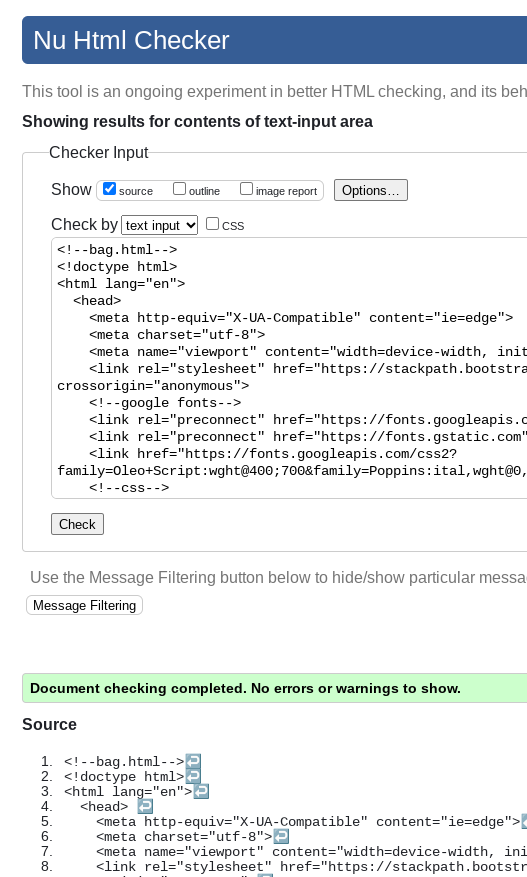 Nu Html Checker
This tool is an ongoing experiment in better HTML checking, and its beh
Showing results for contents of text-input area
Checker Input
Show source outline image report Options...
Check by text input CSS
<!--bag.html-->
<!doctype html>
<html lang="en">
<head>
<meta http-equiv="X-UA-Compatible" content="ie=edge">
<meta charset="utf-8">
<meta name="viewport" content="width=device-width, init
<link rel="stylesheet" href="https://stackpath.bootstra
crossorigin="anonymous">
<!--google fonts-->
<link rel="preconnect" href="https://fonts.googleapis.c
<link rel="preconnect" href="https://fonts.gstatic.com"
<link href="https://fonts.googleapis.com/css2?
family=Oleo+Script:wght@400;700&family=Poppins:ital,wght@0,
<!--css-->
Check
Use the Message Filtering button below to hide/show particular messa
Message Filtering
Document checking completed. No errors or warnings to show.
Source
1. <!--bag.html-->↩
2. <!doctype html>↩
3. <html lang="en">↩
4. <head> ↩
5. <meta http-equiv="X-UA-Compatible" content="ie=edge">↩
6. <meta charset="utf-8">↩
7. <meta name="viewport" content="width=device-width, ini
8. <link rel="stylesheet" href="https://stackpath.bootstr